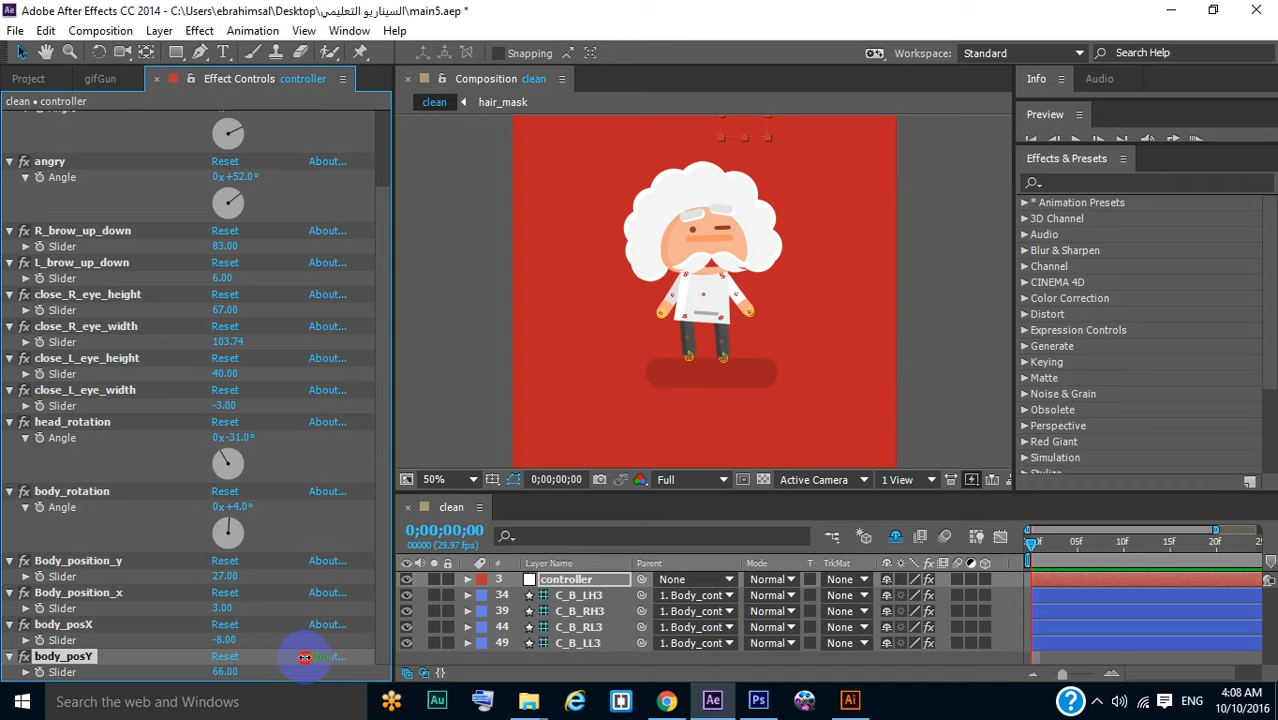 Adobe After Effects CC 2014 - C:\Users\ebrahimsal\Desktop\السيناريو التعليمي\main5.aep *
File Edit Composition Layer Effect Animation View Window Help
Snapping
Workspace: Standard
Search Help
Project gifGun Effect Controls controller
Composition clean
Info Audio
clean • controller
clean hair_mask
Preview
angry Reset About...
Angle 0x+52.0°
Effects & Presets
R_brow_up_down Reset About...
Slider 83.00
L_brow_up_down Reset About...
Slider 6.00
close_R_eye_height Reset About...
Slider 67.00
close_R_eye_width Reset About...
Slider 103.74
close_L_eye_height Reset About...
Slider 40.00
close_L_eye_width Reset About...
Slider -3.00
head_rotation Reset About...
Angle 0x-31.0°
body_rotation Reset About...
Angle 0x+4.0°
Body_position_y Reset About...
Slider 27.00
Body_position_x Reset About...
Slider 3.00
body_posX Reset About...
Slider -8.00
body_posY Reset
Slider 66.00
* Animation Presets
3D Channel
Audio
Blur & Sharpen
Channel
CINEMA 4D
Color Correction
Distort
Expression Controls
Generate
Keying
Matte
Noise & Grain
Obsolete
Perspective
Red Giant
Simulation
50% 0;00;00;00 Full Active Camera 1 View
clean
0;00;00;00
00000 (29.97 fps)
0f 05f 10f 15f 20f 25f
# Layer Name Parent Mode T TrkMat
3 controller None Normal None
34 C_B_LH3 1. Body_cont Normal None
39 C_B_RH3 1. Body_cont Normal None
44 C_B_RL3 1. Body_cont Normal None
49 C_B_LL3 1. Body_cont Normal None
Search the web and Windows
Au Ae Ps Ai
ENG
4:08 AM
10/10/2016